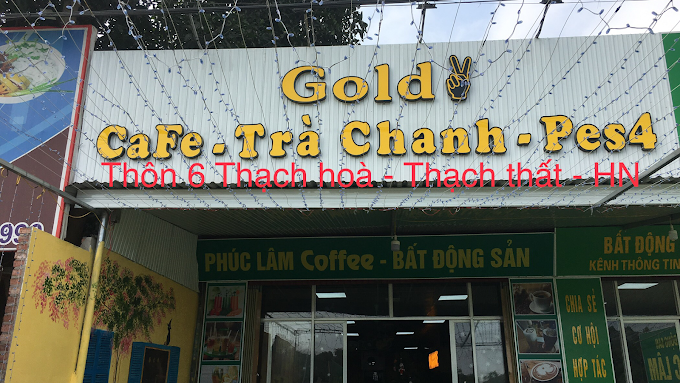 Gold
CaFe - Trà Chanh - Pes4
Thôn 6 Thạch hoà - Thạch thất - HN
PHÚC LÂM Coffee - BẤT ĐỘNG SẢN
BẤT ĐỘNG
KÊNH THÔNG TIN
CHIA SẺ
CƠ HỘI
HỢP TÁC